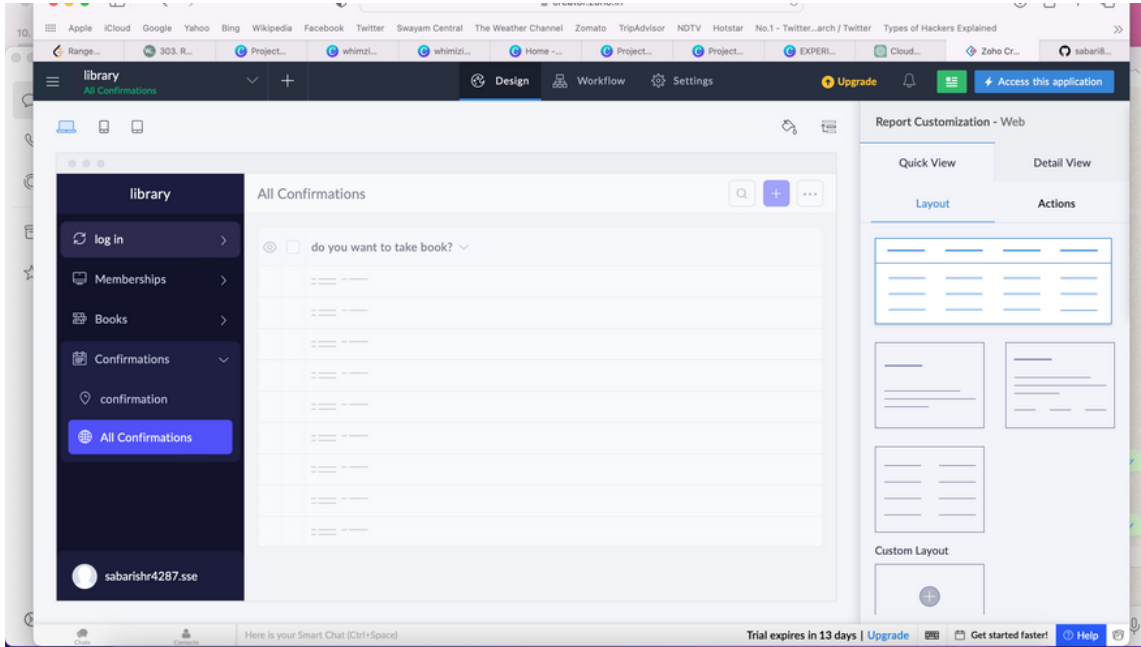 creator.zoho.in
10.
Apple iCloud Google Yahoo Bing Wikipedia Facebook Twitter Swayam Central The Weather Channel Zomato TripAdvisor NDTV Hotstar No.1 - Twitter...arch / Twitter Types of Hackers Explained
Range... 303. R... Project... whimzi... whimizi... Home -... Project... Project... EXPERI... Cloud... Zoho Cr... sabari8...
library
All Confirmations
Design Workflow Settings Upgrade Access this application
Report Customization - Web
Quick View Detail View
library
All Confirmations
Layout Actions
log in
do you want to take book?
Memberships
Books
Confirmations
confirmation
All Confirmations
Custom Layout
sabarishr4287.sse
Chats Contacts Here is your Smart Chat (Ctrl+Space) Trial expires in 13 days | Upgrade Get started faster! Help